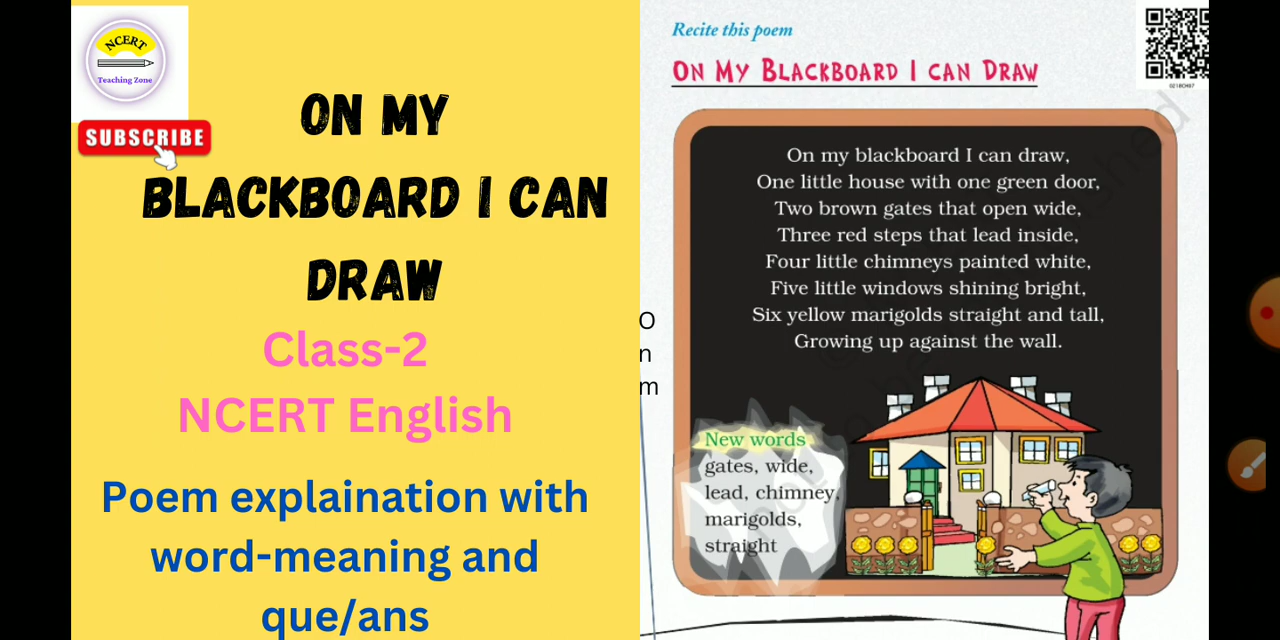 NCERT
Teaching Zone
SUBSCRIBE
ON MY
BLACKBOARD I CAN
DRAW
Class-2
NCERT English
Poem explaination with
word-meaning and
que/ans
O
n
m
Recite this poem
ON MY BLACKBOARD I CAN DRAW
0218CH07
On my blackboard I can draw,
One little house with one green door,
Two brown gates that open wide,
Three red steps that lead inside,
Four little chimneys painted white,
Five little windows shining bright,
Six yellow marigolds straight and tall,
Growing up against the wall.
New words
gates, wide,
lead, chimney,
marigolds,
straight